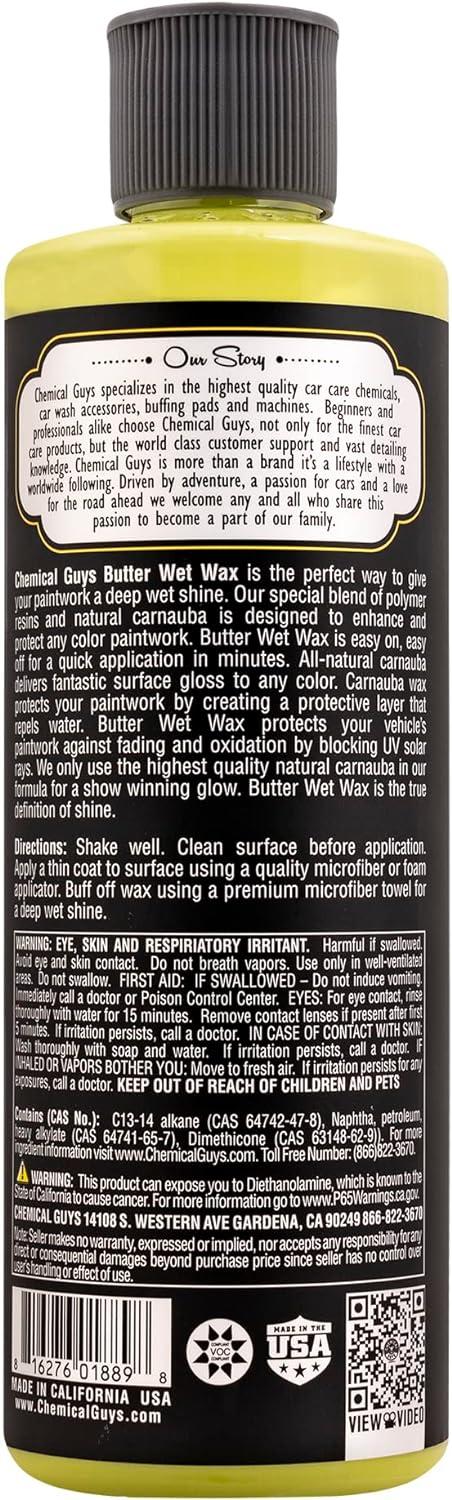 Our Story
Chemical Guys specializes in the highest quality car care chemicals,
car wash accessories, buffing pads and machines. Beginners and
professionals alike choose Chemical Guys, not only for the finest car
care products, but the world class customer support and vast detailing
knowledge. Chemical Guys is more than a brand it's a lifestyle with a
worldwide following. Driven by adventure, a passion for cars and a love
for the road ahead we welcome any and all who share this
passion to become a part of our family.
Chemical Guys Butter Wet Wax is the perfect way to give
your paintwork a deep wet shine. Our special blend of polymer
resins and natural carnauba is designed to enhance and
protect any color paintwork. Butter Wet Wax is easy on, easy
off for a quick application in minutes. All-natural carnauba
delivers fantastic surface gloss to any color. Carnauba wax
protects your paintwork by creating a protective layer that
repels water. Butter Wet Wax protects your vehicle's
paintwork against fading and oxidation by blocking UV solar
rays. We only use the highest quality natural carnauba in our
formula for a show winning glow. Butter Wet Wax is the true
definition of shine.
Directions: Shake well. Clean surface before application.
Apply a thin coat to surface using a quality microfiber or foam
applicator. Buff off wax using a premium microfiber towel for
a deep wet shine.
WARNING: EYE, SKIN AND RESPIRIATORY IRRITANT. Harmful if swallowed.
Avoid eye and skin contact. Do not breath vapors. Use only in well-ventilated
areas. Do not swallow. FIRST AID: IF SWALLOWED – Do not induce vomiting.
Immediately call a doctor or Poison Control Center. EYES: For eye contact, rinse
thoroughly with water for 15 minutes. Remove contact lenses if present after first
5 minutes. If irritation persists, call a doctor. IN CASE OF CONTACT WITH SKIN:
Wash thoroughly with soap and water. If irritation persists, call a doctor. IF
INHALED OR VAPORS BOTHER YOU: Move to fresh air. If irritation persists for any
exposures, call a doctor. KEEP OUT OF REACH OF CHILDREN AND PETS
Contains (CAS No.): C13-14 alkane (CAS 64742-47-8), Naphtha, petroleum,
heavy alkylate (CAS 64741-65-7), Dimethicone (CAS 63148-62-9)). For more
ingredient information visit www.ChemicalGuys.com. Toll Free Number: (866)822-3670.
WARNING: This product can expose you to Diethanolamine, which is known to the
State of California to cause cancer. For more information go to www.P65Warnings.ca.gov.
CHEMICAL GUYS 14108 S. WESTERN AVE GARDENA, CA 90249 866-822-3670
Note: Seller makes no warranty, expressed or implied, nor accepts any responsibility for any
direct or consequential damages beyond purchase price since seller has no control over
user's handling or effect of use.
8 16276 01889 8
MADE IN CALIFORNIA USA
www.ChemicalGuys.com
COMPLIANT
VOC
COMPLIANT
MADE IN THE
USA
VIEW VIDEO